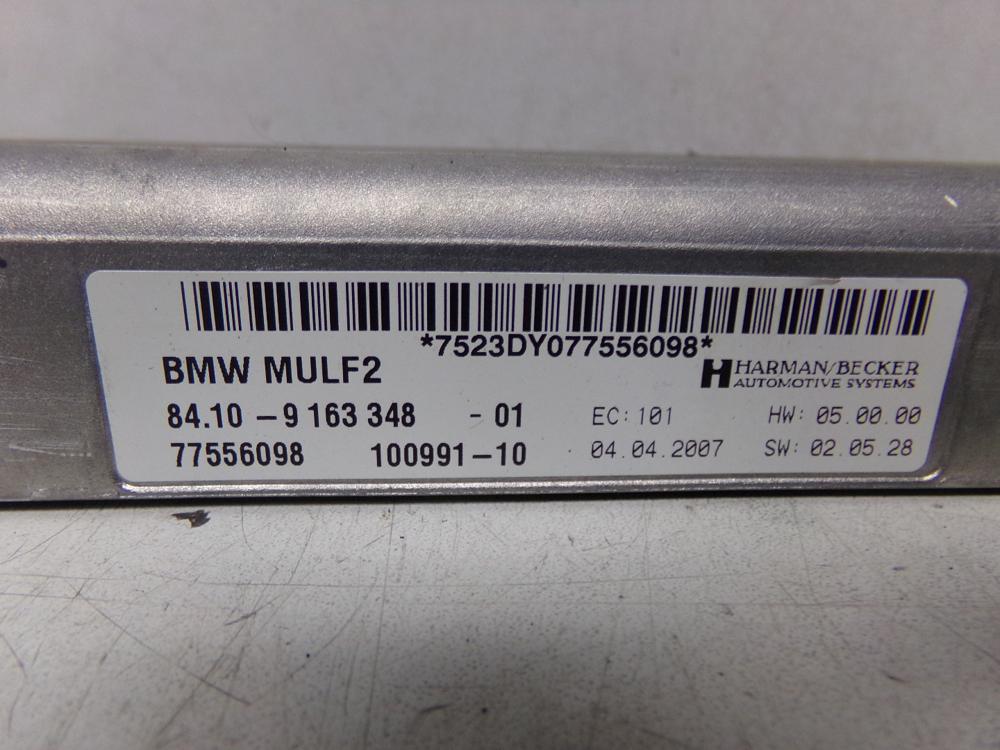 *7523DY077556098*
BMW MULF2
HARMAN/BECKER
AUTOMOTIVE SYSTEMS
84.10 - 9 163 348 - 01 EC: 101 HW: 05.00.00
77556098 100991-10 04.04.2007 SW: 02.05.28